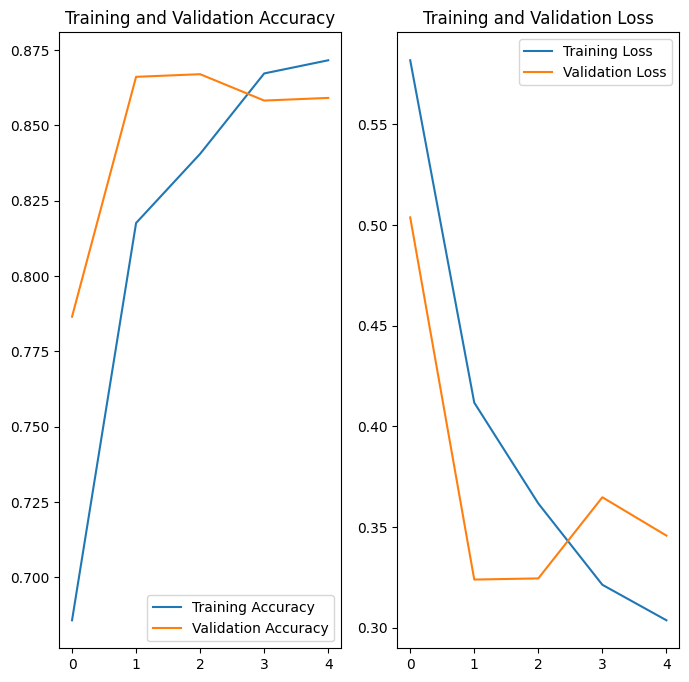 Training and Validation Accuracy
0.875
0.850
0.825
0.800
0.775
0.750
0.725
0.700
Training Accuracy
Validation Accuracy
0 1 2 3 4
Training and Validation Loss
Training Loss
Validation Loss
0.55
0.50
0.45
0.40
0.35
0.30
0 1 2 3 4